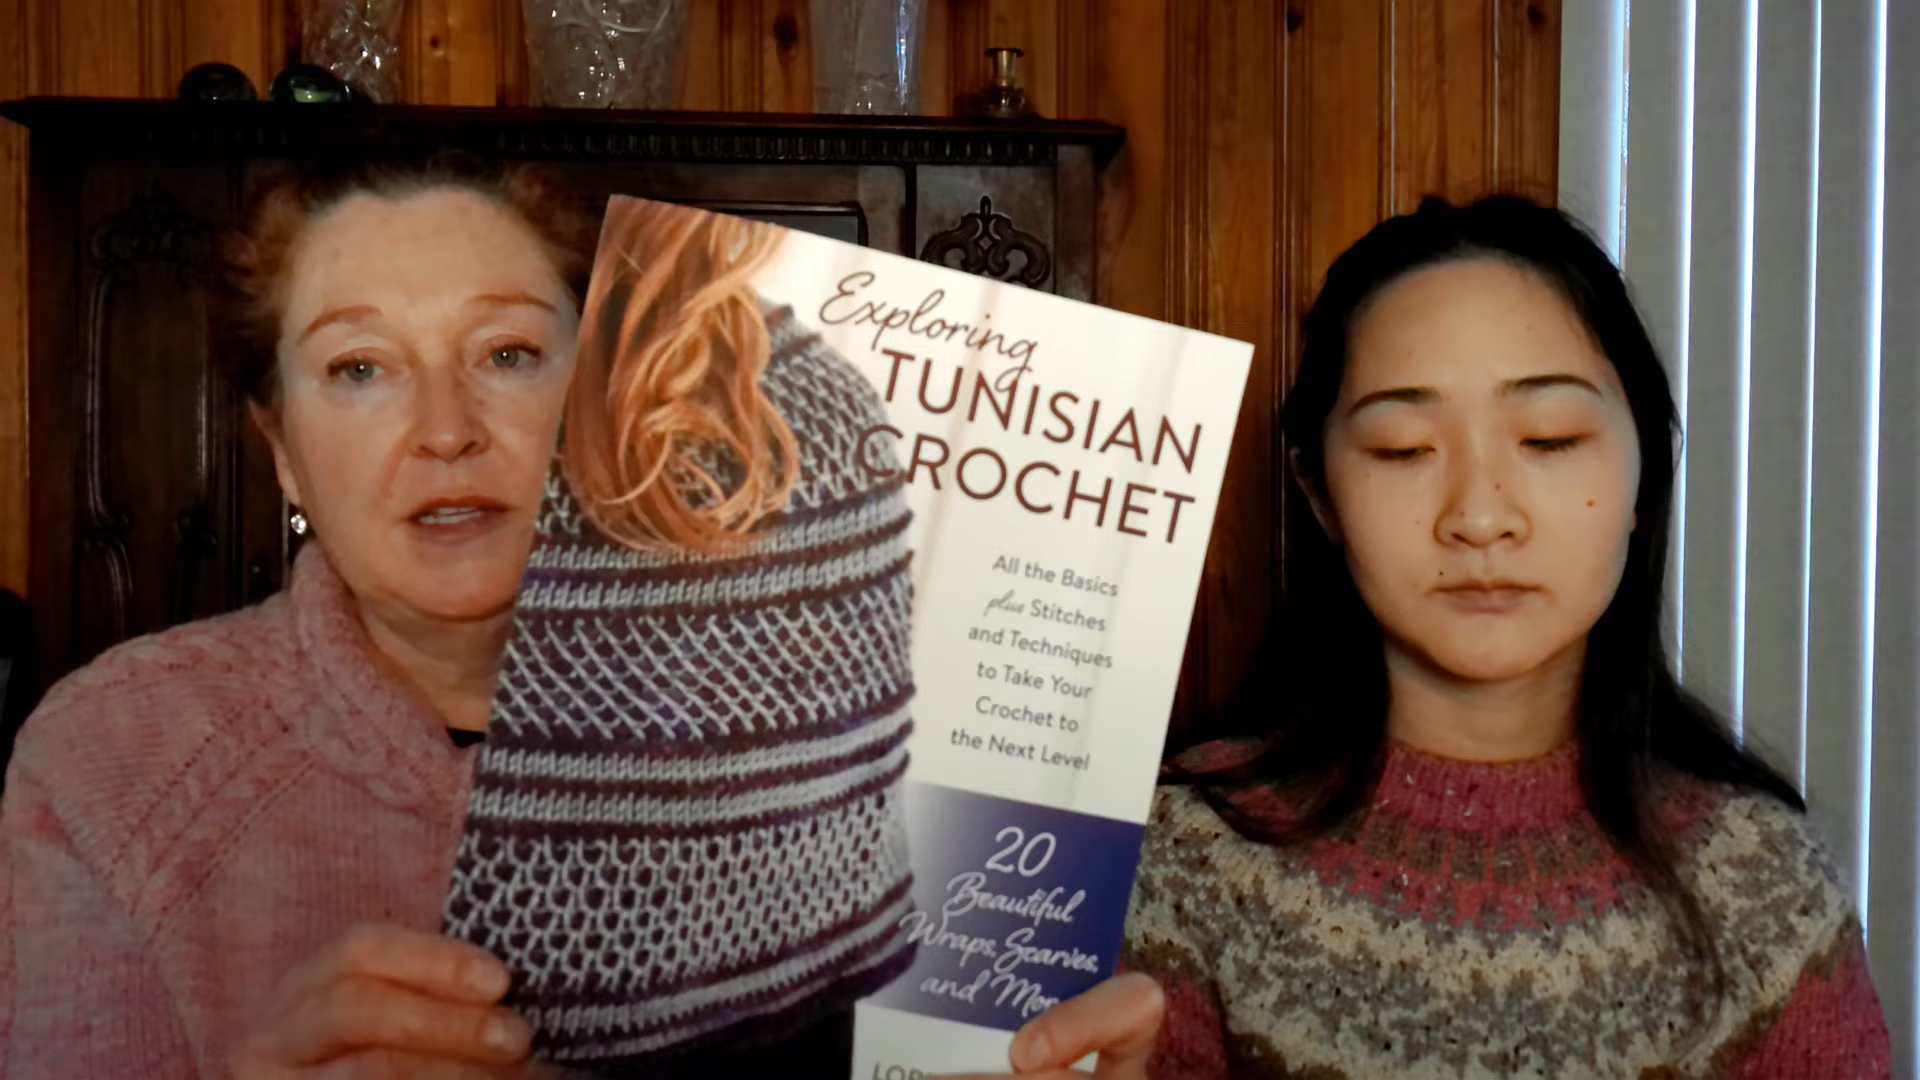 Exploring
TUNISIAN
CROCHET
All the Basics
plus Stitches
and Techniques
to Take Your
Crochet to
the Next Level
20
Beautiful
Wraps, Scarves,
and More